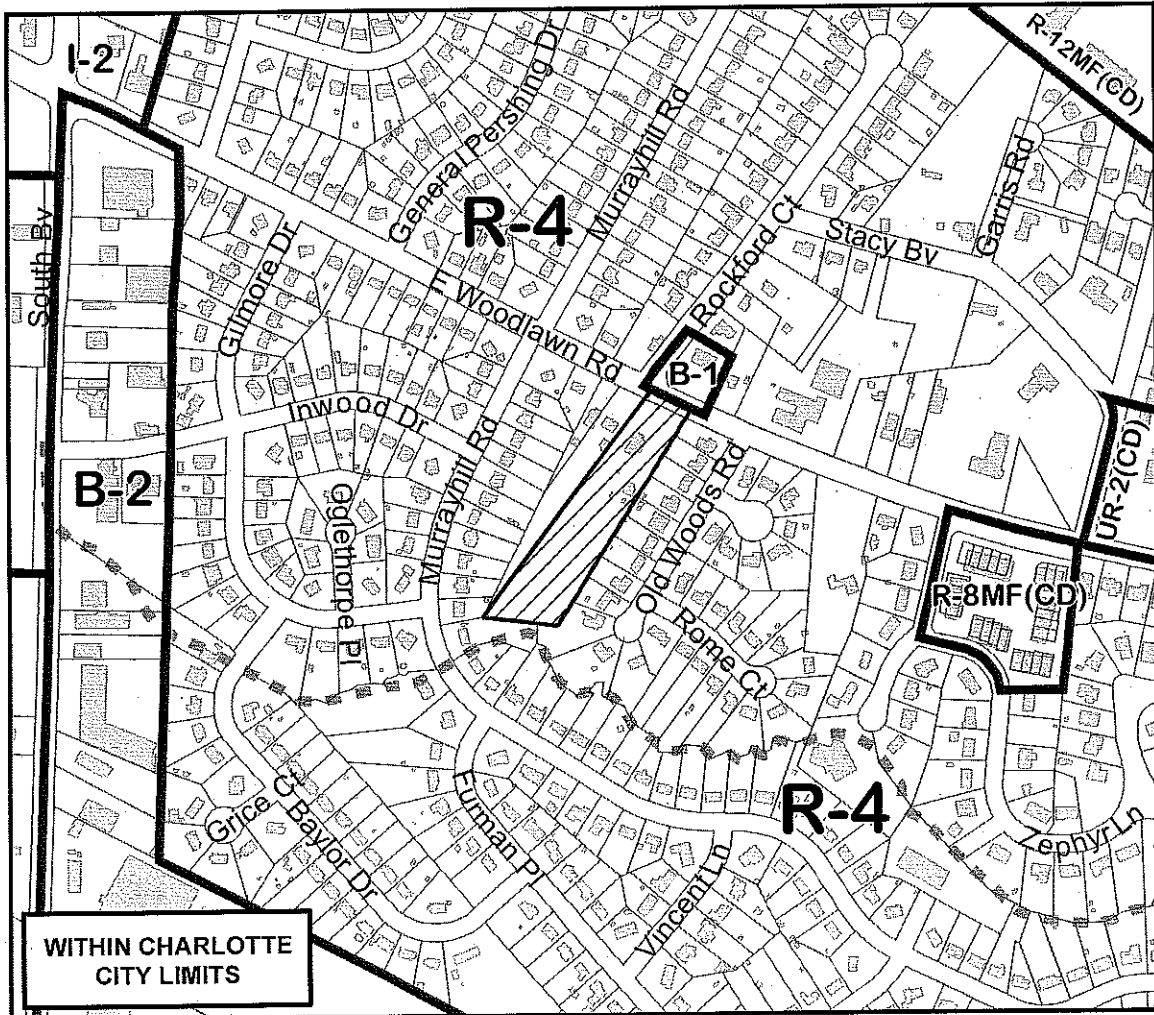 I-2
R-12MF(CD)
General Pershing Dr
Murrayhill Rd
Garris Rd
R-4
Rockford Ct
Stacy Bv
South Bv
Gilmore Dr
E Woodlawn Rd
B-1
Inwood Dr
Murrayhill Rd
Old Woods Rd
UR-2(CD)
B-2
Oglethorpe Pl
R-8MF(CD)
Rome Ct
R-4
Grice Ct
Baylor Dr
Furman Pl
Vincent Ln
Zephyr Ln
WITHIN CHARLOTTE
CITY LIMITS